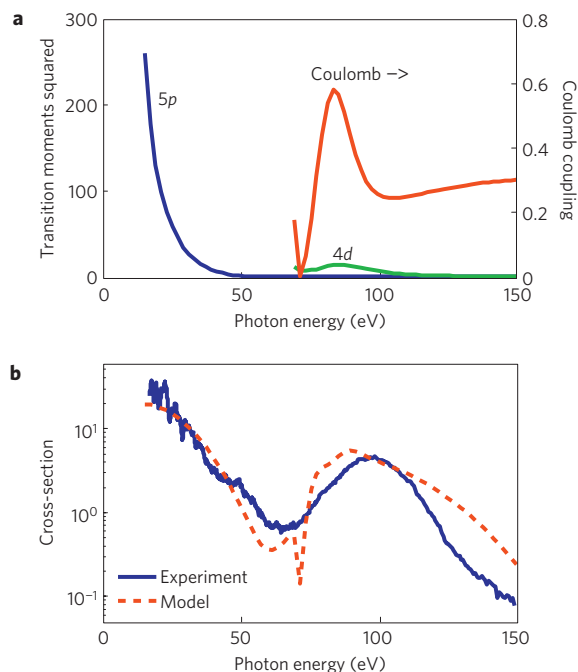 a
300
200
100
0
Transition moments squared
5p
Coulomb –>
4d
0.8
0.6
0.4
0.2
0
Coulomb coupling
0 50 100 150
Photon energy (eV)
b
10¹
10⁰
10⁻¹
Cross-section
Experiment
Model
0 50 100 150
Photon energy (eV)